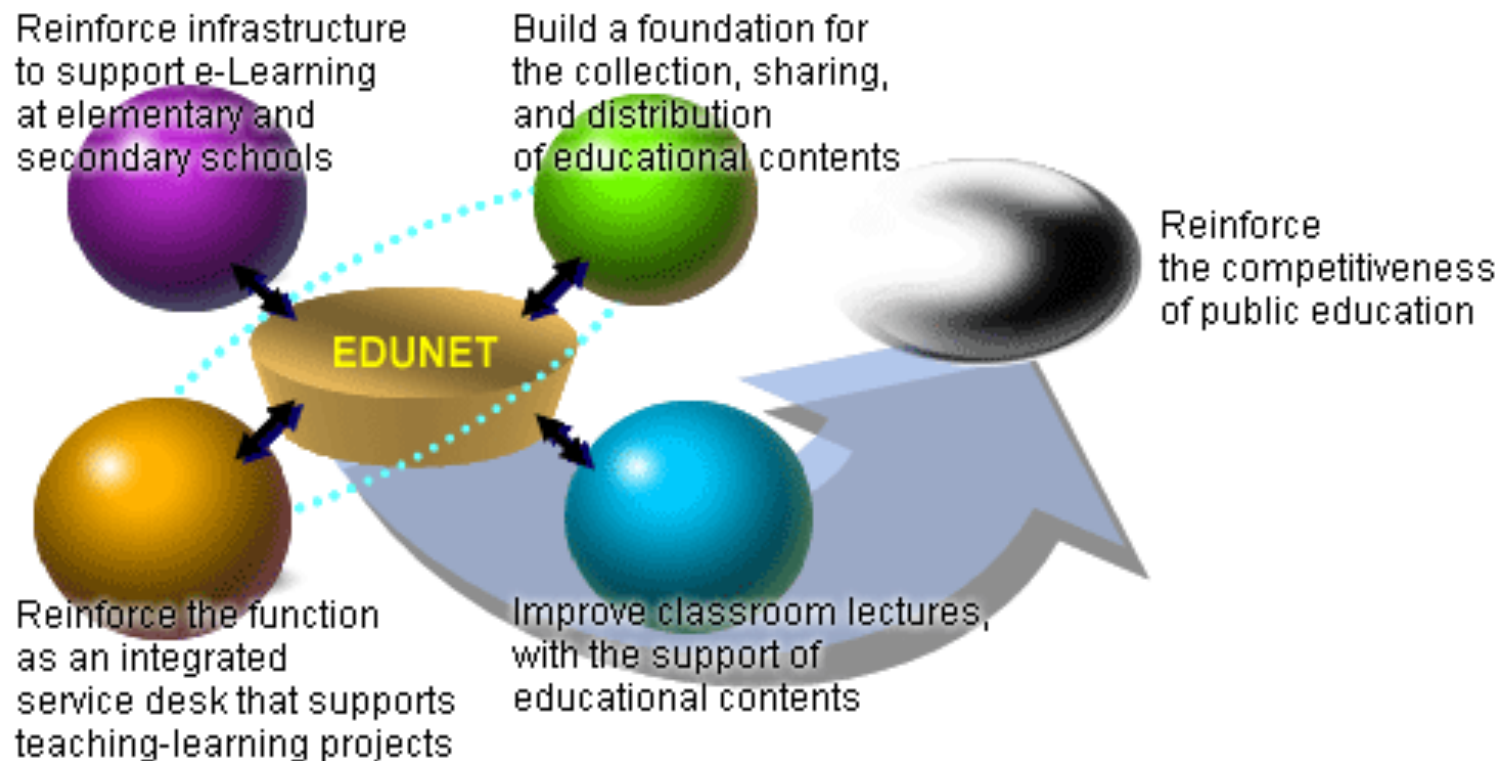 Reinforce infrastructure
to support e-Learning
at elementary and
secondary schools
Build a foundation for
the collection, sharing,
and distribution
of educational contents
Reinforce
the competitiveness
of public education
EDUNET
Reinforce the function
as an integrated
service desk that supports
teaching-learning projects
Improve classroom lectures,
with the support of
educational contents